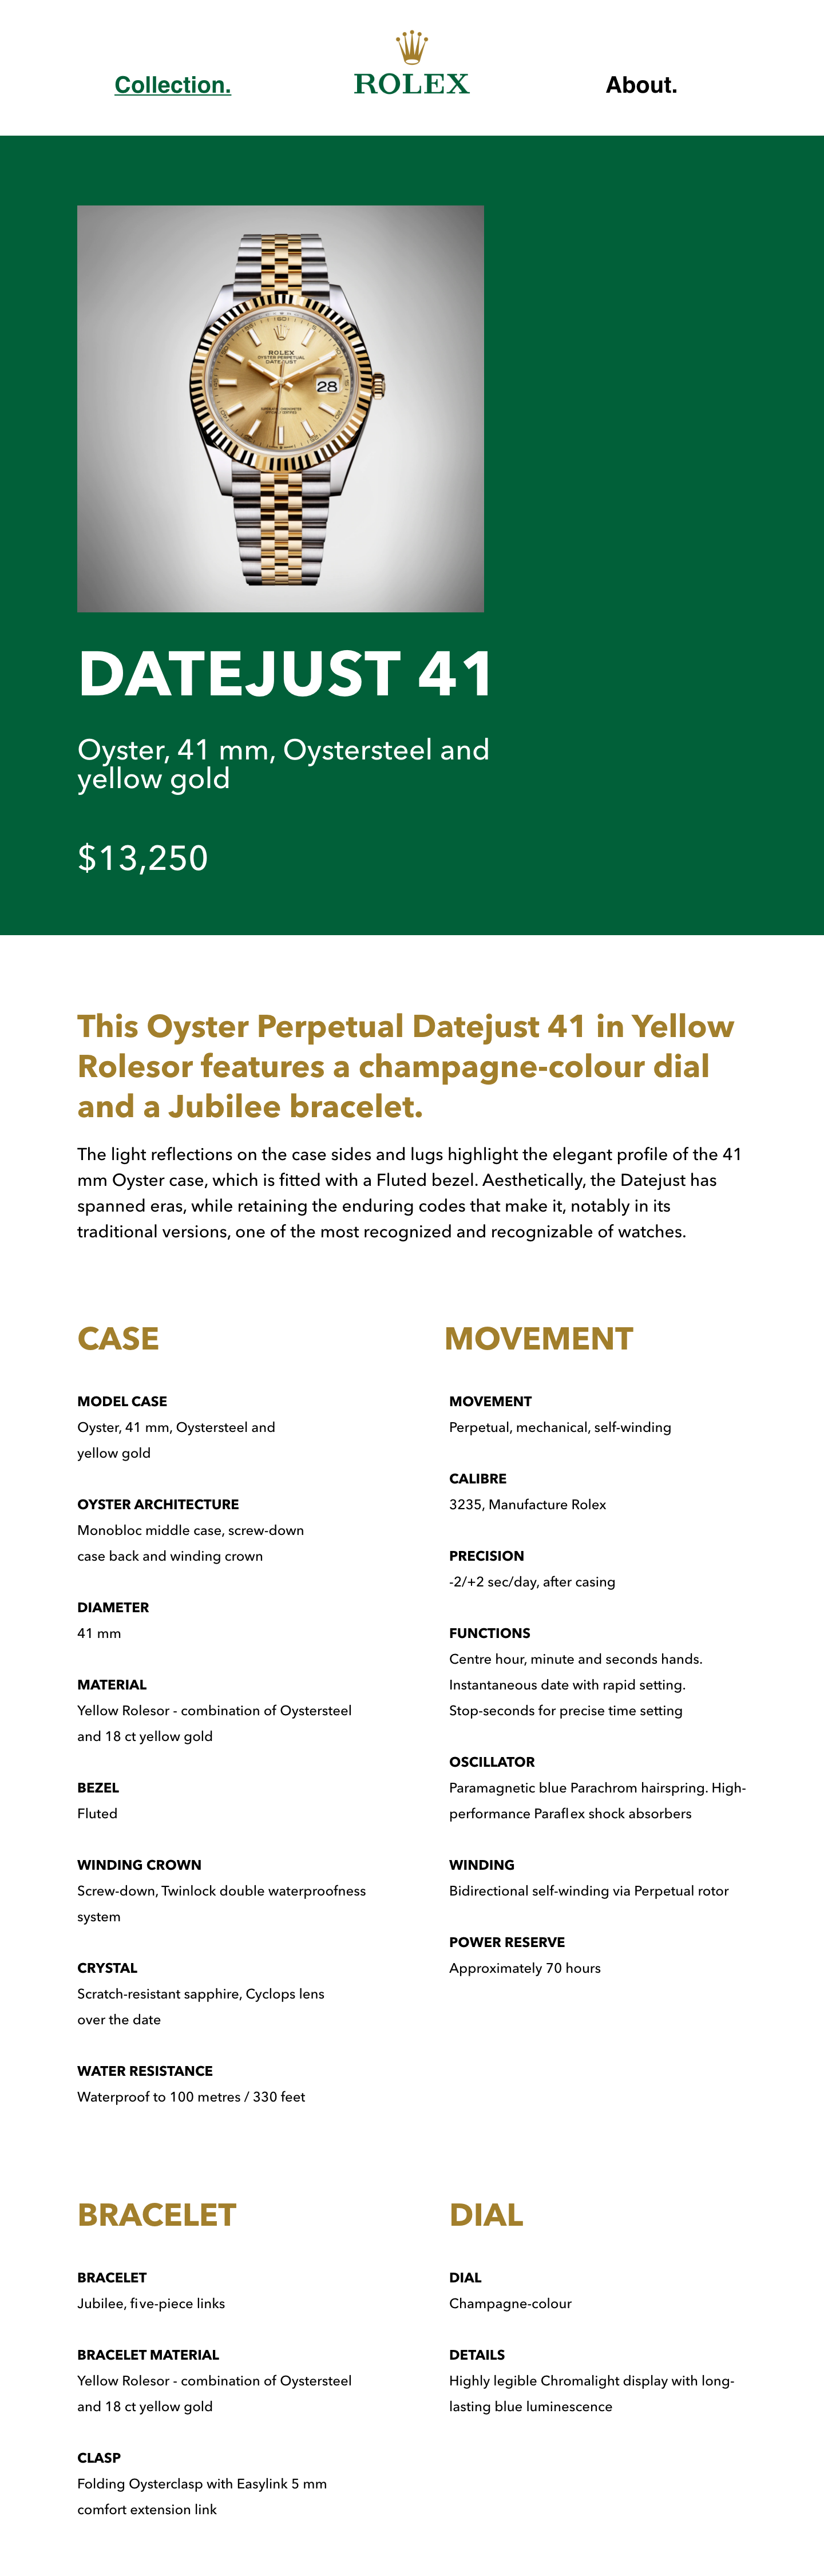 Collection.
ROLEX
About.
ROLEX
OYSTER PERPETUAL
DATEJUST
28
DATEJUST 41
Oyster, 41 mm, Oystersteel and
yellow gold
$13,250
This Oyster Perpetual Datejust 41 in Yellow
Rolesor features a champagne-colour dial
and a Jubilee bracelet.
The light reflections on the case sides and lugs highlight the elegant profile of the 41
mm Oyster case, which is fitted with a Fluted bezel. Aesthetically, the Datejust has
spanned eras, while retaining the enduring codes that make it, notably in its
traditional versions, one of the most recognized and recognizable of watches.
CASE
MODEL CASE
Oyster, 41 mm, Oystersteel and
yellow gold
OYSTER ARCHITECTURE
Monobloc middle case, screw-down
case back and winding crown
DIAMETER
41 mm
MATERIAL
Yellow Rolesor - combination of Oystersteel
and 18 ct yellow gold
BEZEL
Fluted
WINDING CROWN
Screw-down, Twinlock double waterproofness
system
CRYSTAL
Scratch-resistant sapphire, Cyclops lens
over the date
WATER RESISTANCE
Waterproof to 100 metres / 330 feet
MOVEMENT
MOVEMENT
Perpetual, mechanical, self-winding
CALIBRE
3235, Manufacture Rolex
PRECISION
-2/+2 sec/day, after casing
FUNCTIONS
Centre hour, minute and seconds hands.
Instantaneous date with rapid setting.
Stop-seconds for precise time setting
OSCILLATOR
Paramagnetic blue Parachrom hairspring. High-
performance Paraflex shock absorbers
WINDING
Bidirectional self-winding via Perpetual rotor
POWER RESERVE
Approximately 70 hours
BRACELET
BRACELET
Jubilee, five-piece links
BRACELET MATERIAL
Yellow Rolesor - combination of Oystersteel
and 18 ct yellow gold
CLASP
Folding Oysterclasp with Easylink 5 mm
comfort extension link
DIAL
DIAL
Champagne-colour
DETAILS
Highly legible Chromalight display with long-
lasting blue luminescence